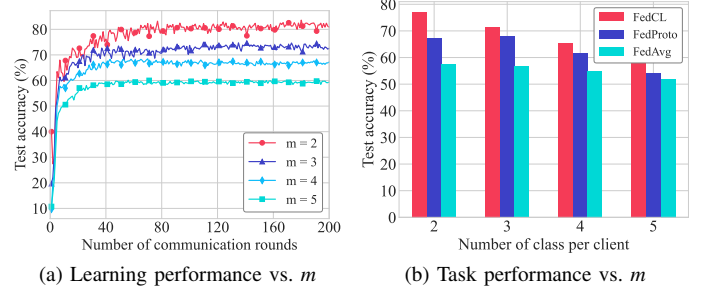 80
70
60
50
40
30
20
10
Test accuracy (%)
m = 2
m = 3
m = 4
m = 5
0 40 80 120 160 200
Number of communication rounds
(a) Learning performance vs. m
80
70
60
50
40
30
20
10
0
Test accuracy (%)
FedCL
FedProto
FedAvg
2 3 4 5
Number of class per client
(b) Task performance vs. m